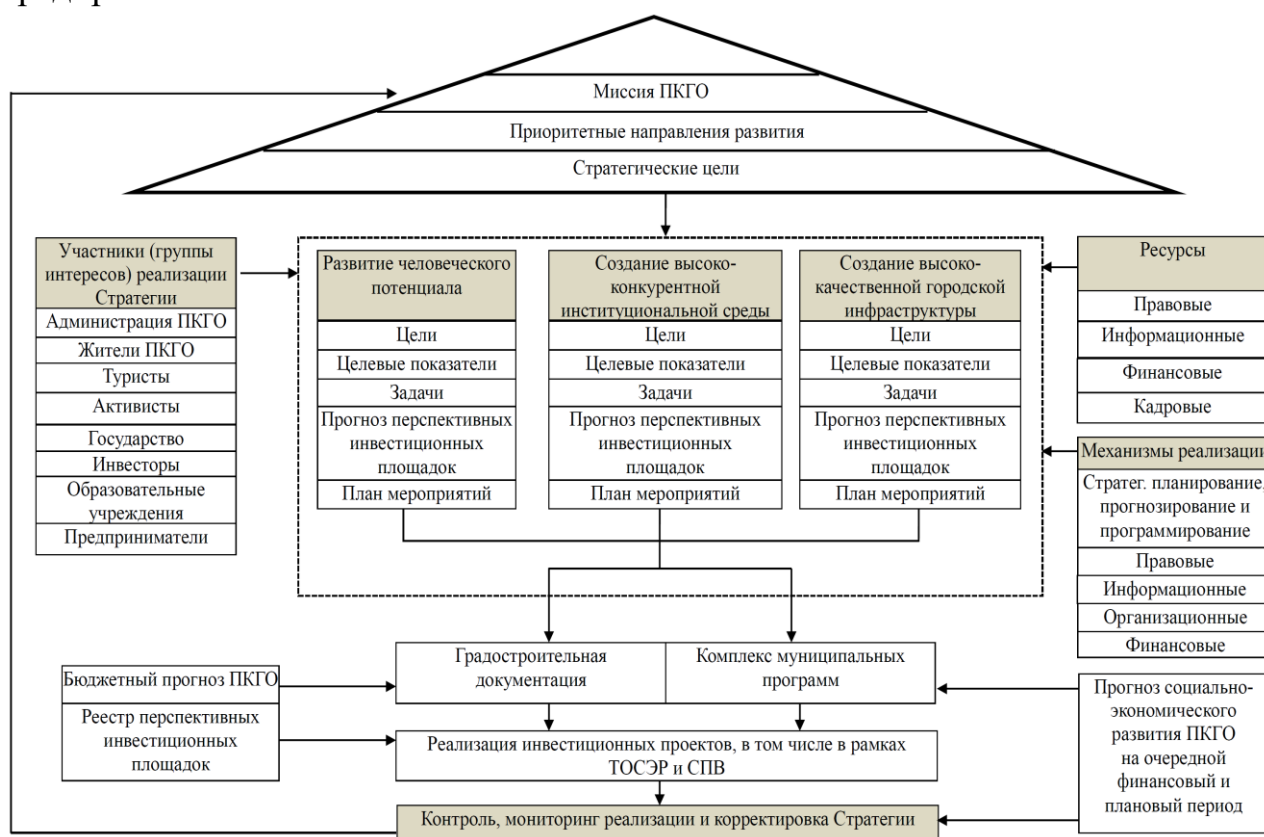 Миссия ПКГО
Приоритетные направления развития
Стратегические цели
Участники (группы
интересов) реализации
Стратегии
Администрация ПКГО
Жители ПКГО
Туристы
Активисты
Государство
Инвесторы
Образовательные
учреждения
Предприниматели
Развитие человеческого
потенциала
Цели
Целевые показатели
Задачи
Прогноз перспективных
инвестиционных
площадок
План мероприятий
Создание высоко-
конкурентной
институциональной среды
Цели
Целевые показатели
Задачи
Прогноз перспективных
инвестиционных
площадок
План мероприятий
Создание высоко-
качественной городской
инфраструктуры
Цели
Целевые показатели
Задачи
Прогноз перспективных
инвестиционных
площадок
План мероприятий
Ресурсы
Правовые
Информационные
Финансовые
Кадровые
Механизмы реализации
Стратег. планирование,
прогнозирование и
программирование
Правовые
Информационные
Организационные
Финансовые
Градостроительная
документация
Комплекс муниципальных
программ
Бюджетный прогноз ПКГО
Реестр перспективных
инвестиционных
площадок
Реализация инвестиционных проектов, в том числе в рамках
ТОСЭР и СПВ
Прогноз социально-
экономического
развития ПКГО
на очередной
финансовый и
плановый период
Контроль, мониторинг реализации и корректировка Стратегии